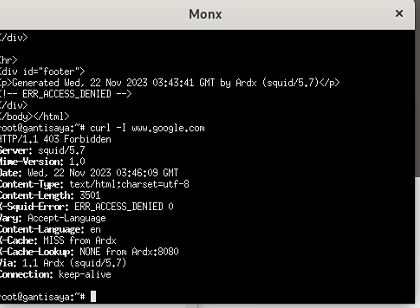 Monx
</div>
<hr>
<div id="footer">
<p>Generated Wed, 22 Nov 2023 03:43:41 GMT by Ardx (squid/5.7)</p>
<!-- ERR_ACCESS_DENIED -->
</div>
</body></html>
root@gantisaya:~# curl -I www.google.com
HTTP/1.1 403 Forbidden
Server: squid/5.7
Mime-Version: 1.0
Date: Wed, 22 Nov 2023 03:46:09 GMT
Content-Type: text/html;charset=utf-8
Content-Length: 3501
X-Squid-Error: ERR_ACCESS_DENIED 0
Vary: Accept-Language
Content-Language: en
X-Cache: MISS from Ardx
X-Cache-Lookup: NONE from Ardx:8080
Via: 1.1 Ardx (squid/5.7)
Connection: keep-alive
root@gantisaya:~#